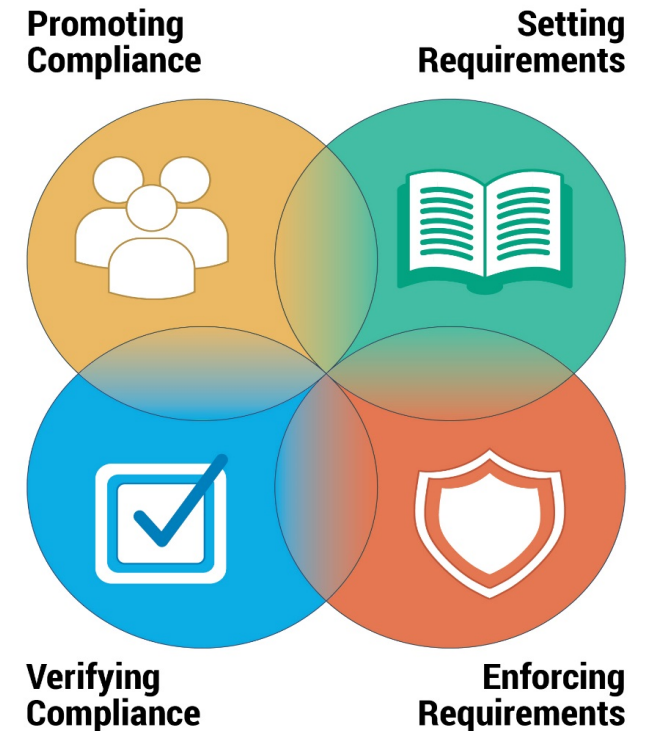 Promoting
Compliance
Setting
Requirements
Verifying
Compliance
Enforcing
Requirements